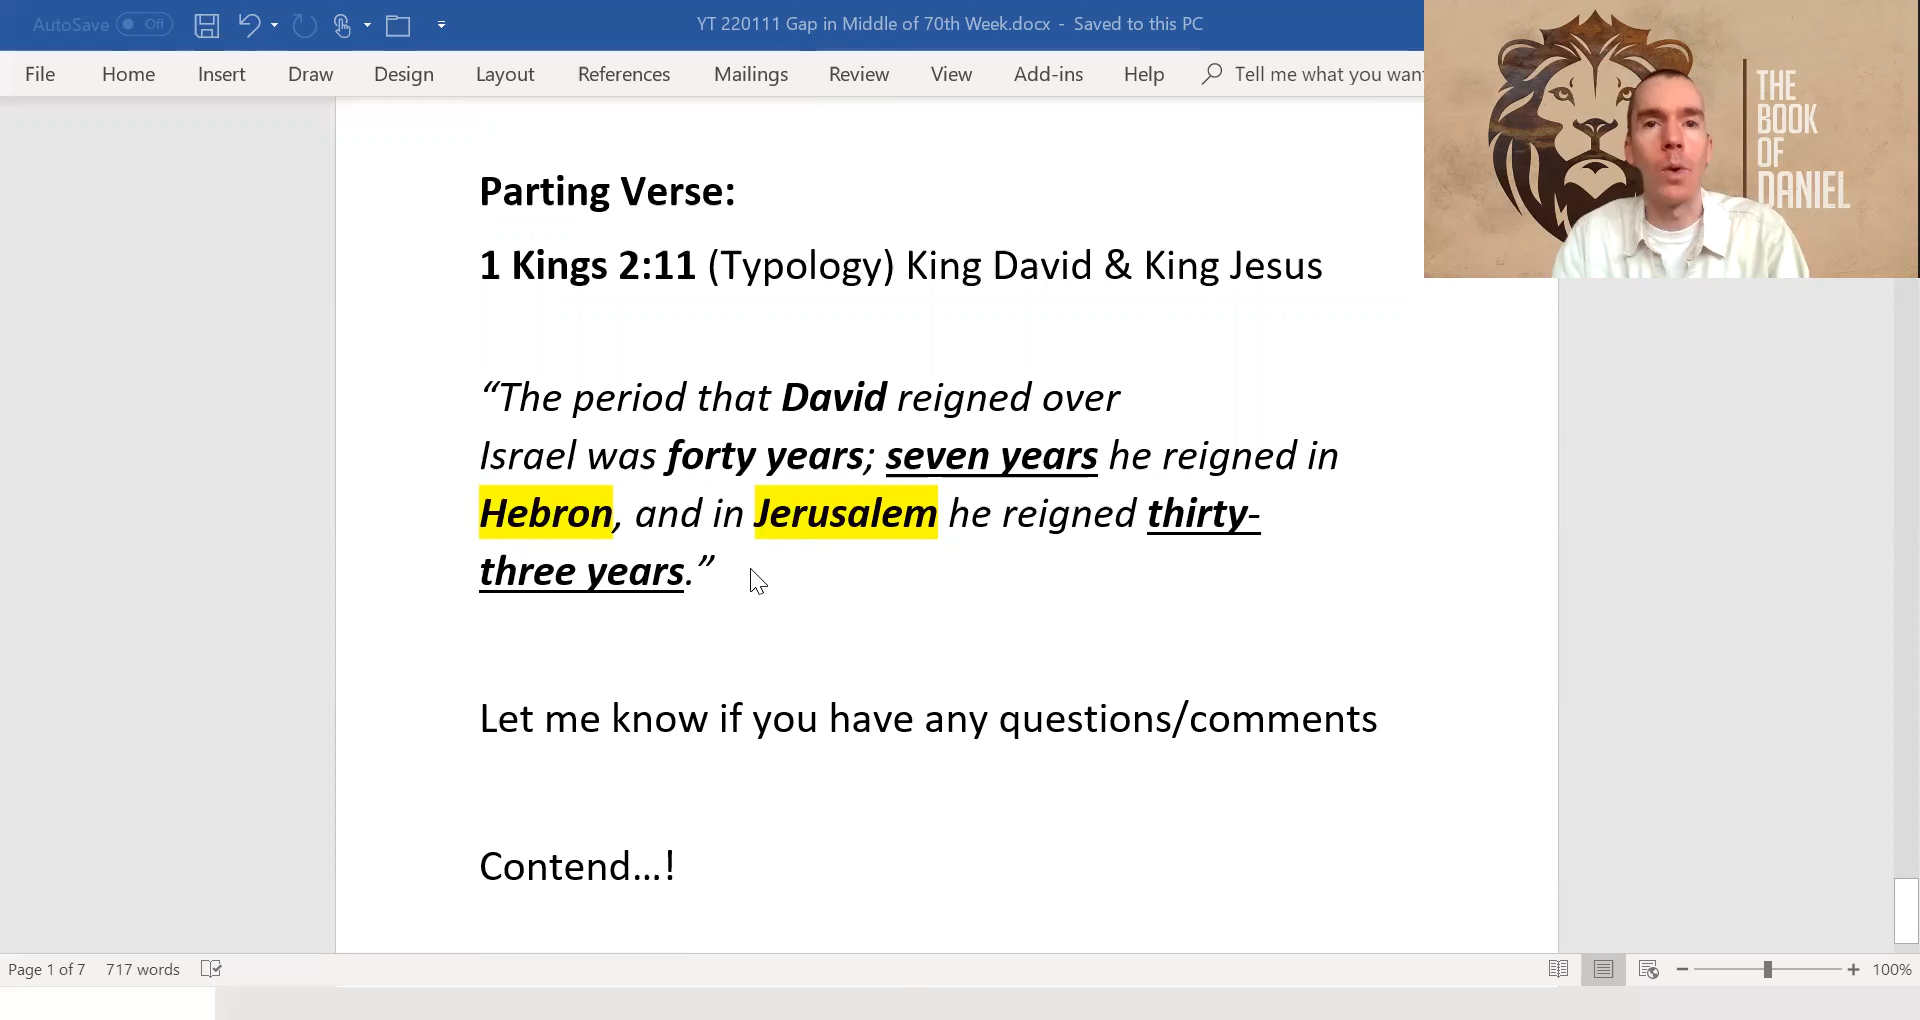 AutoSave Off
YT 220111 Gap in Middle of 70th Week.docx - Saved to this PC
File Home Insert Draw Design Layout References Mailings Review View Add-ins Help Tell me what you want
THE
BOOK
OF
DANIEL
Parting Verse:
1 Kings 2:11 (Typology) King David & King Jesus
“The period that David reigned over
Israel was forty years; seven years he reigned in
Hebron, and in Jerusalem he reigned thirty-
three years.”
Let me know if you have any questions/comments
Contend…!
Page 1 of 7 717 words 100%